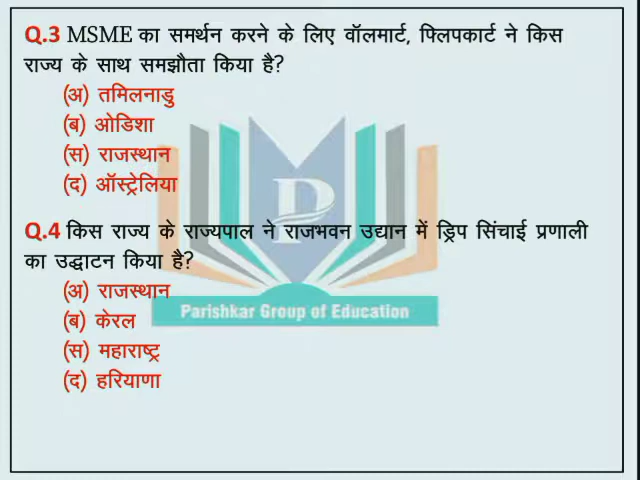 Q.3 MSME का समर्थन करने के लिए वॉलमार्ट, फ्लिपकार्ट ने किस
राज्य के साथ समझौता किया है?
(अ) तमिलनाडु
(ब) ओडिशा
(स) राजस्थान
(द) ऑस्ट्रेलिया
Q.4 किस राज्य के राज्यपाल ने राजभवन उद्यान में ड्रिप सिंचाई प्रणाली
का उद्घाटन किया है?
(अ) राजस्थान
(ब) केरल
(स) महाराष्ट्र
(द) हरियाणा
P
Parishkar Group of Education